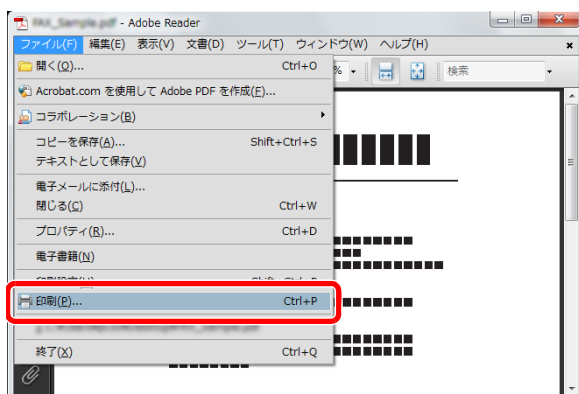 - Adobe Reader
ファイル(F) 編集(E) 表示(V) 文書(D) ツール(T) ウィンドウ(W) ヘルプ(H)
開く(O)... Ctrl+O
% 検索
Acrobat.com を使用して Adobe PDF を作成(F)...
コラボレーション(B)
コピーを保存(A)... Shift+Ctrl+S
テキストとして保存(V)
電子メールに添付(L)...
閉じる(C) Ctrl+W
プロパティ(R)... Ctrl+D
電子書籍(N)
印刷(P)... Ctrl+P
終了(X) Ctrl+Q